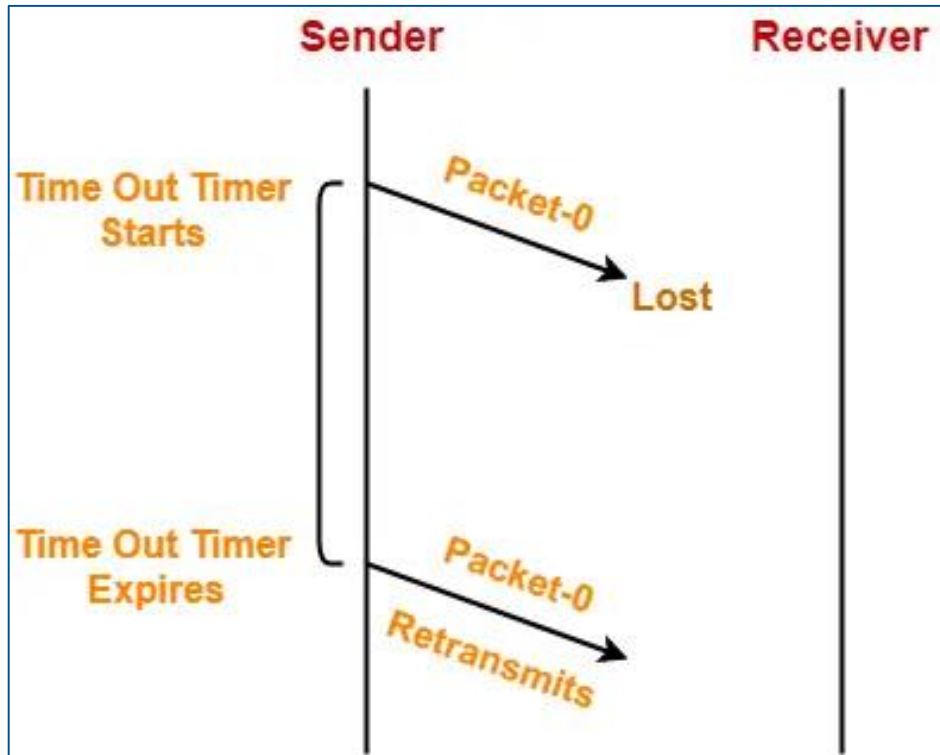 Sender
Receiver
Time Out Timer
Starts
Packet-0
Lost
Time Out Timer
Expires
Packet-0
Retransmits